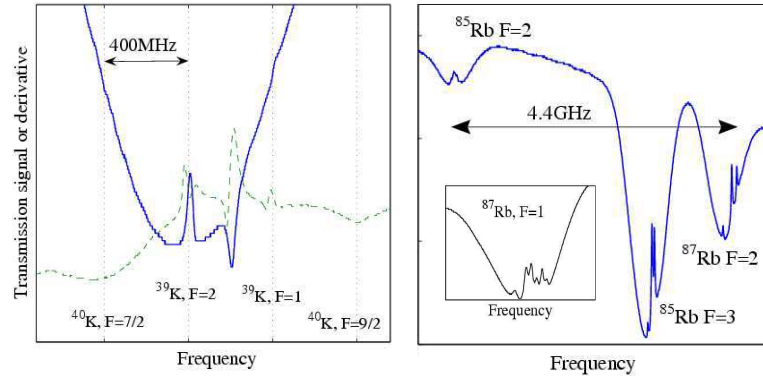 Transmission signal or derivative
400MHz
³⁹K, F=2
³⁹K, F=1
⁴⁰K, F=7/2
⁴⁰K, F=9/2
Frequency
⁸⁵Rb F=2
4.4GHz
⁸⁷Rb, F=1
Frequency
⁸⁷Rb F=2
⁸⁵Rb F=3
Frequency